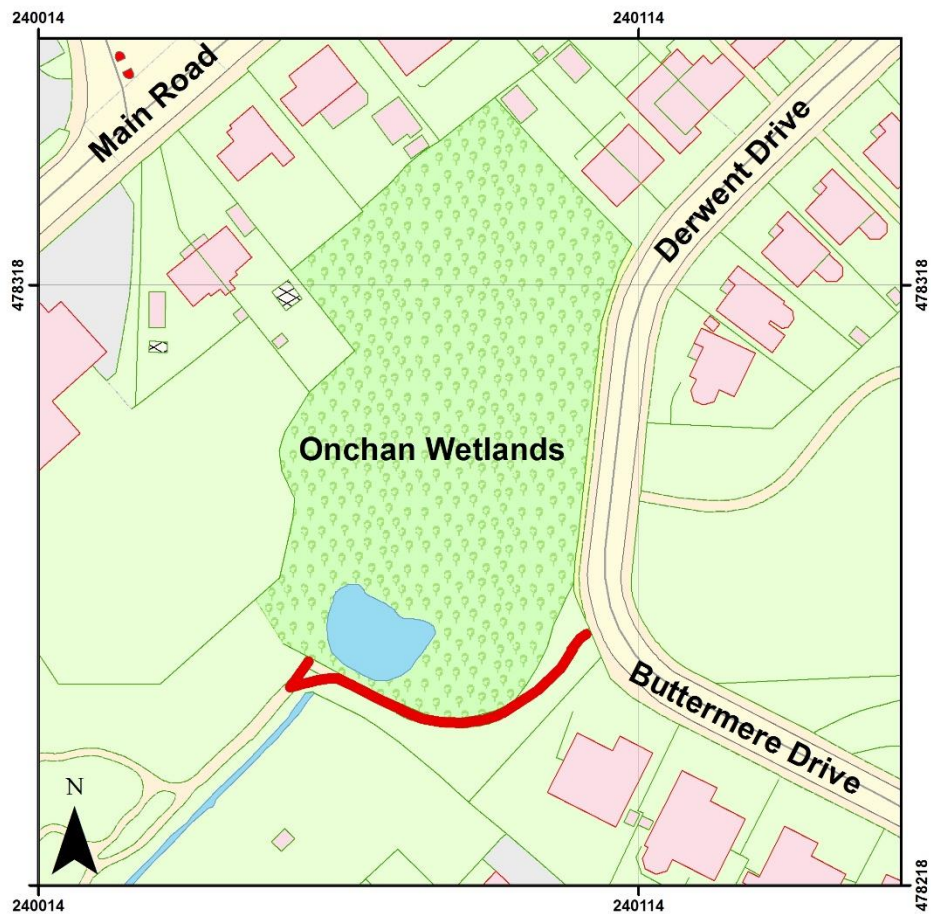 240014
240114
Main Road
Derwent Drive
478318
478318
Onchan Wetlands
Buttermere Drive
N
478218
240014
240114